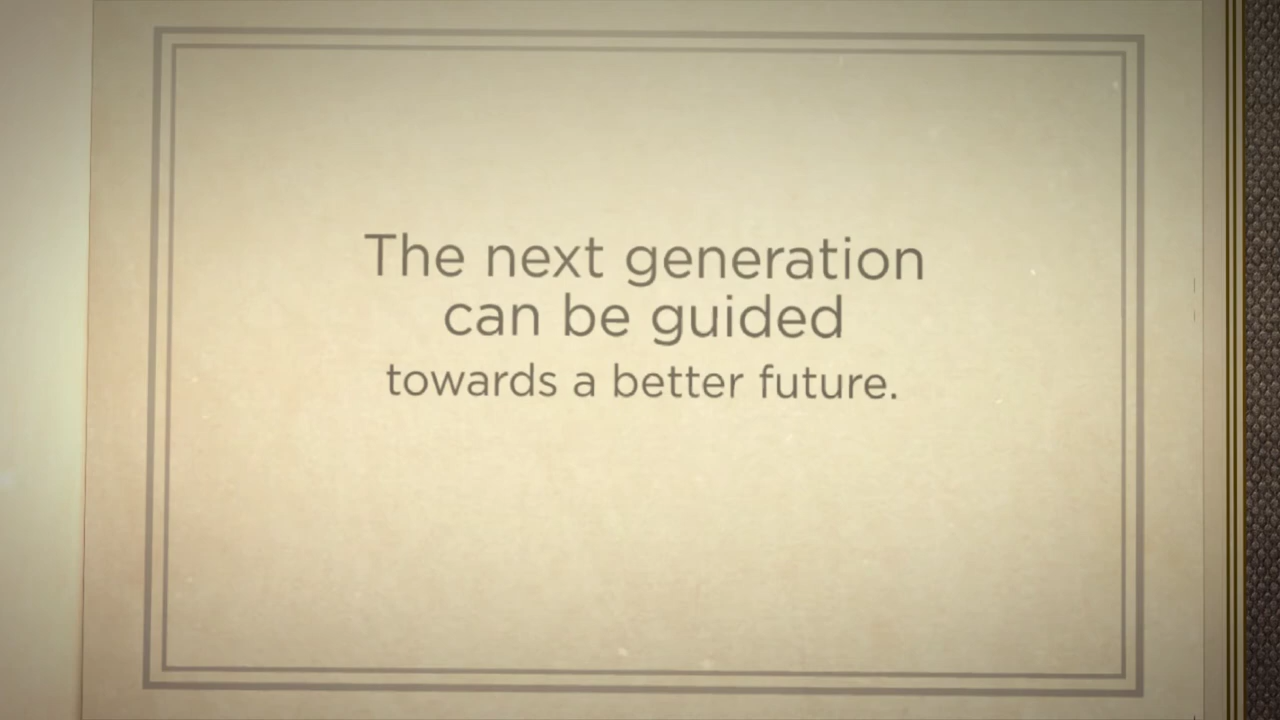 The next generation
can be guided
towards a better future.